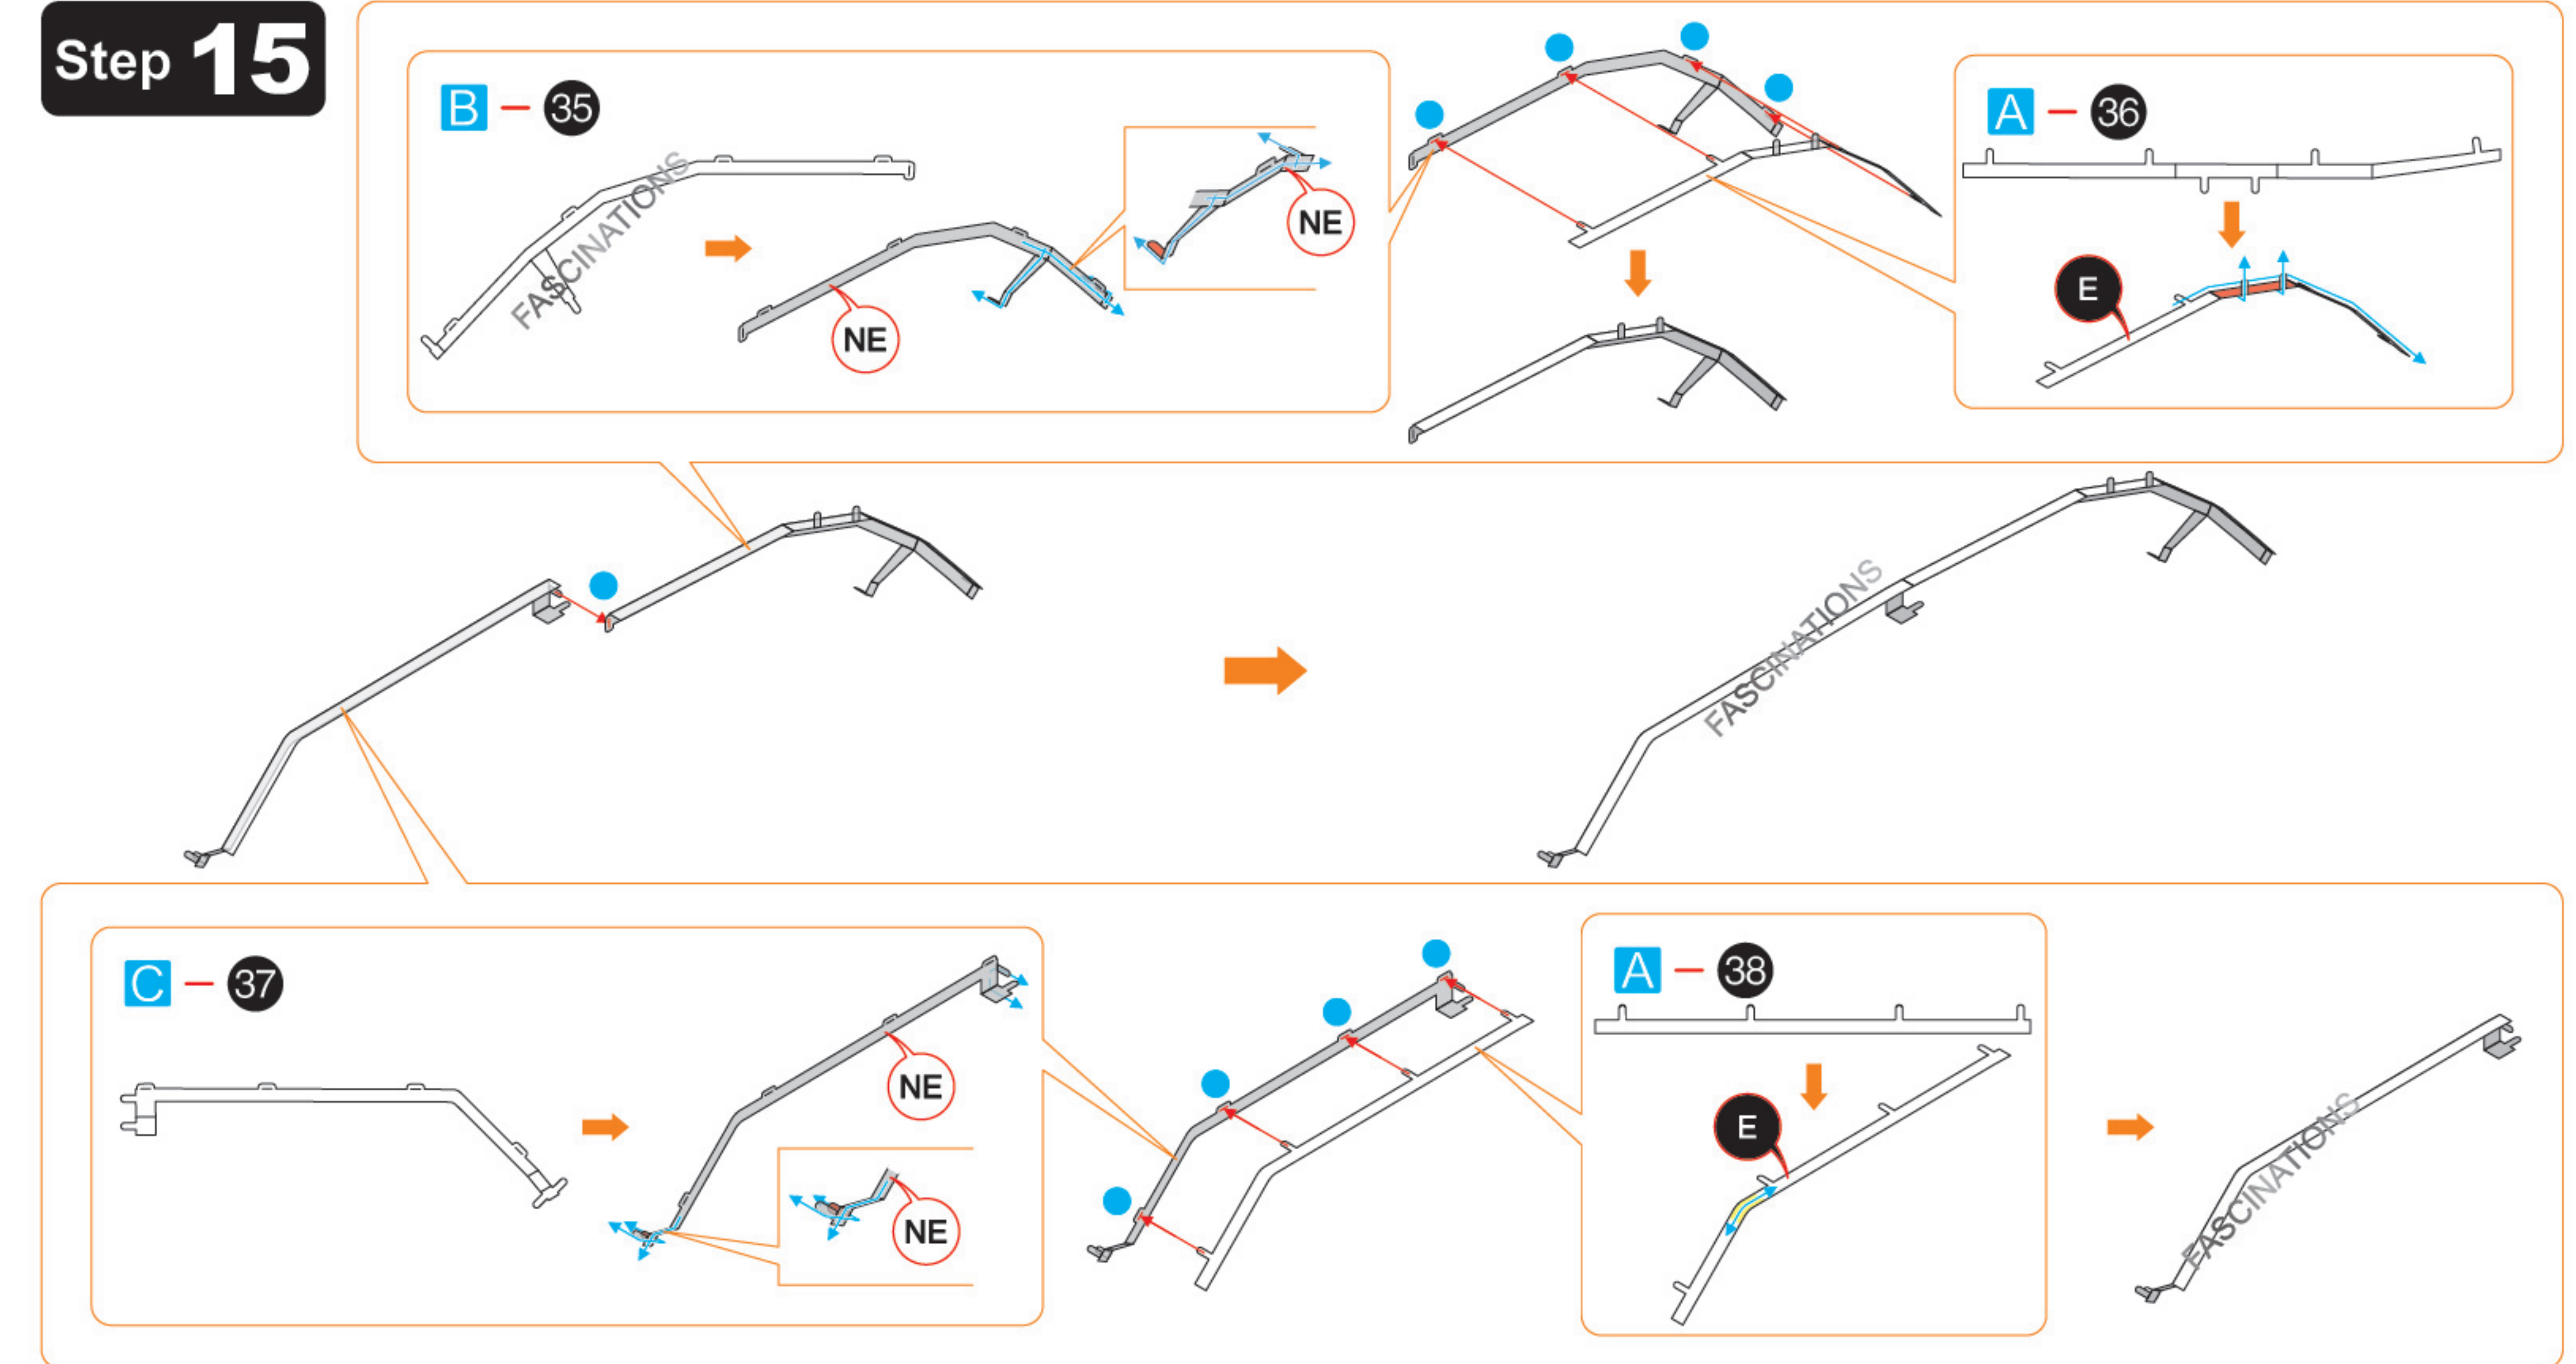 Step 15
B - 35
FASCINATIONS
NE
NE
A - 36
E
FASCINATIONS
C - 37
NE
NE
A - 38
E
FASCINATIONS